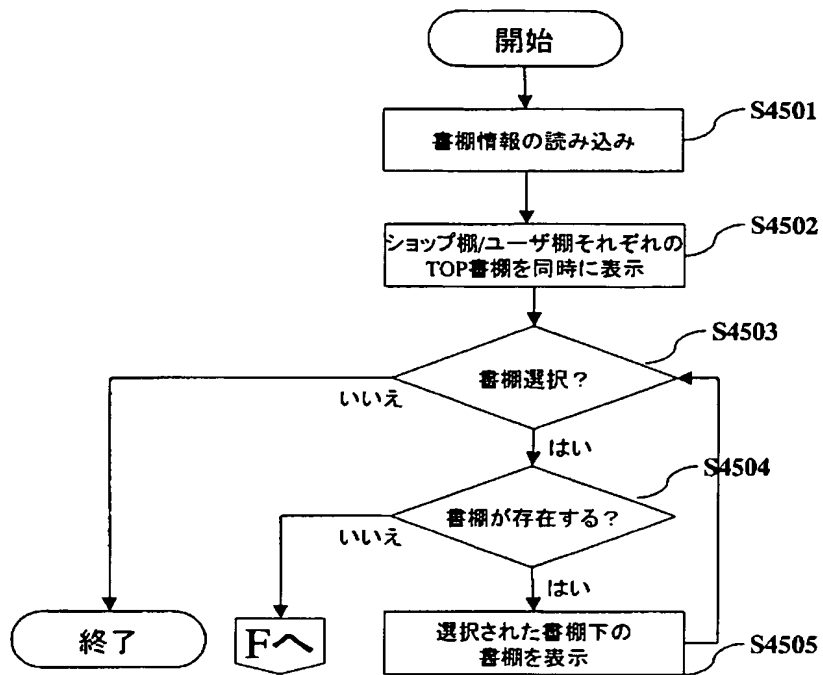 開始
S4501
書棚情報の読み込み
S4502
ショップ棚/ユーザ棚それぞれの
TOP書棚を同時に表示
S4503
書棚選択？
いいえ
はい
S4504
書棚が存在する？
いいえ
はい
終了
Fへ
選択された書棚下の
書棚を表示
S4505